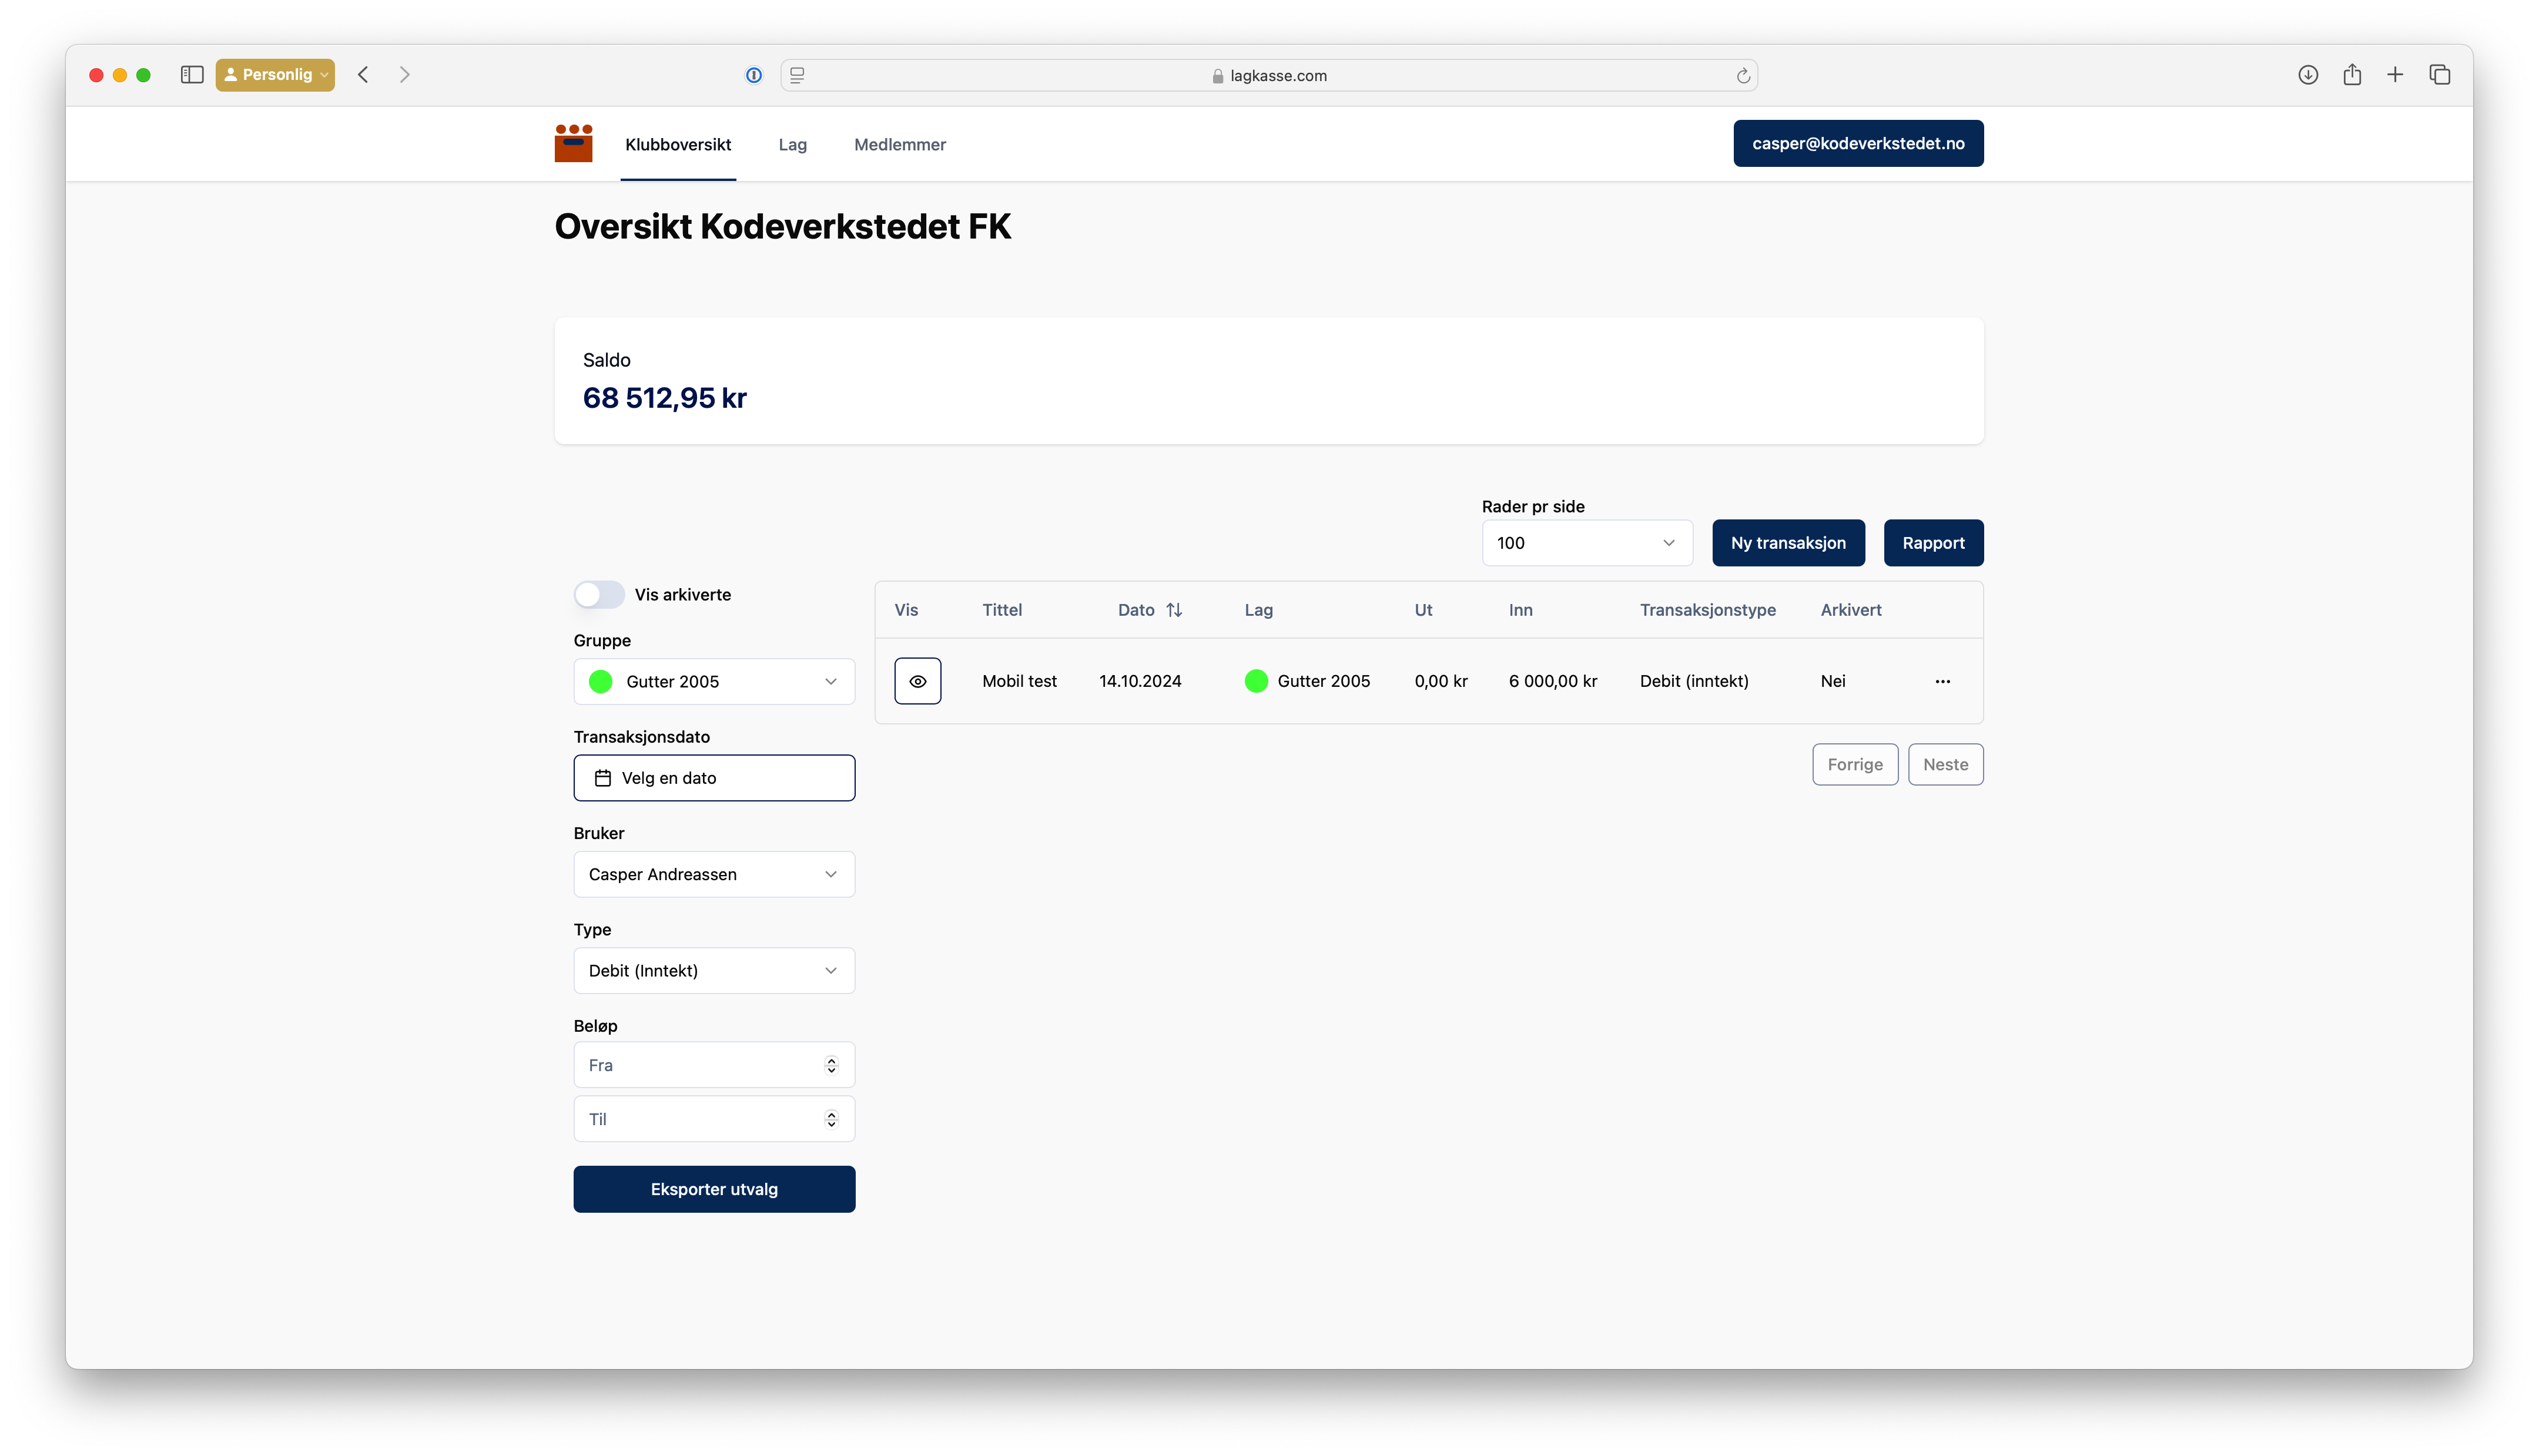 Personlig
lagkasse.com
Klubboversikt
Lag
Medlemmer
casper@kodeverkstedet.no
Oversikt Kodeverkstedet FK
Saldo
68 512,95 kr
Rader pr side
100
Ny transaksjon
Rapport
Vis arkiverte
Gruppe
Gutter 2005
Transaksjonsdato
Velg en dato
Bruker
Casper Andreassen
Type
Debit (Inntekt)
Beløp
Fra
Til
Eksporter utvalg
Vis Tittel Dato Lag Ut Inn Transaksjonstype Arkivert
Mobil test 14.10.2024 Gutter 2005 0,00 kr 6 000,00 kr Debit (inntekt) Nei
Forrige
Neste